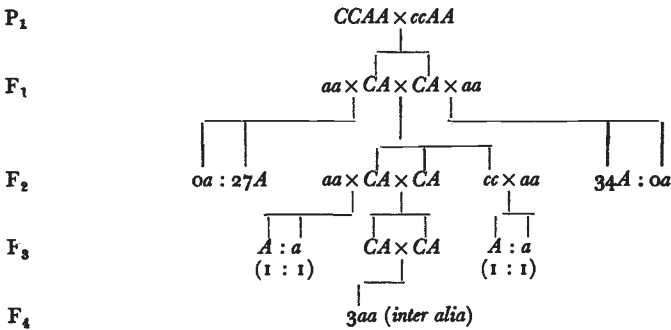 P₁ CCAA × ccAA
F₁ aa × CA × CA × aa
F₂ 0a : 27A aa × CA × CA cc × aa 34A : 0a
F₃ A : a CA × CA A : a
(1 : 1) (1 : 1)
F₄ 3aa (inter alia)